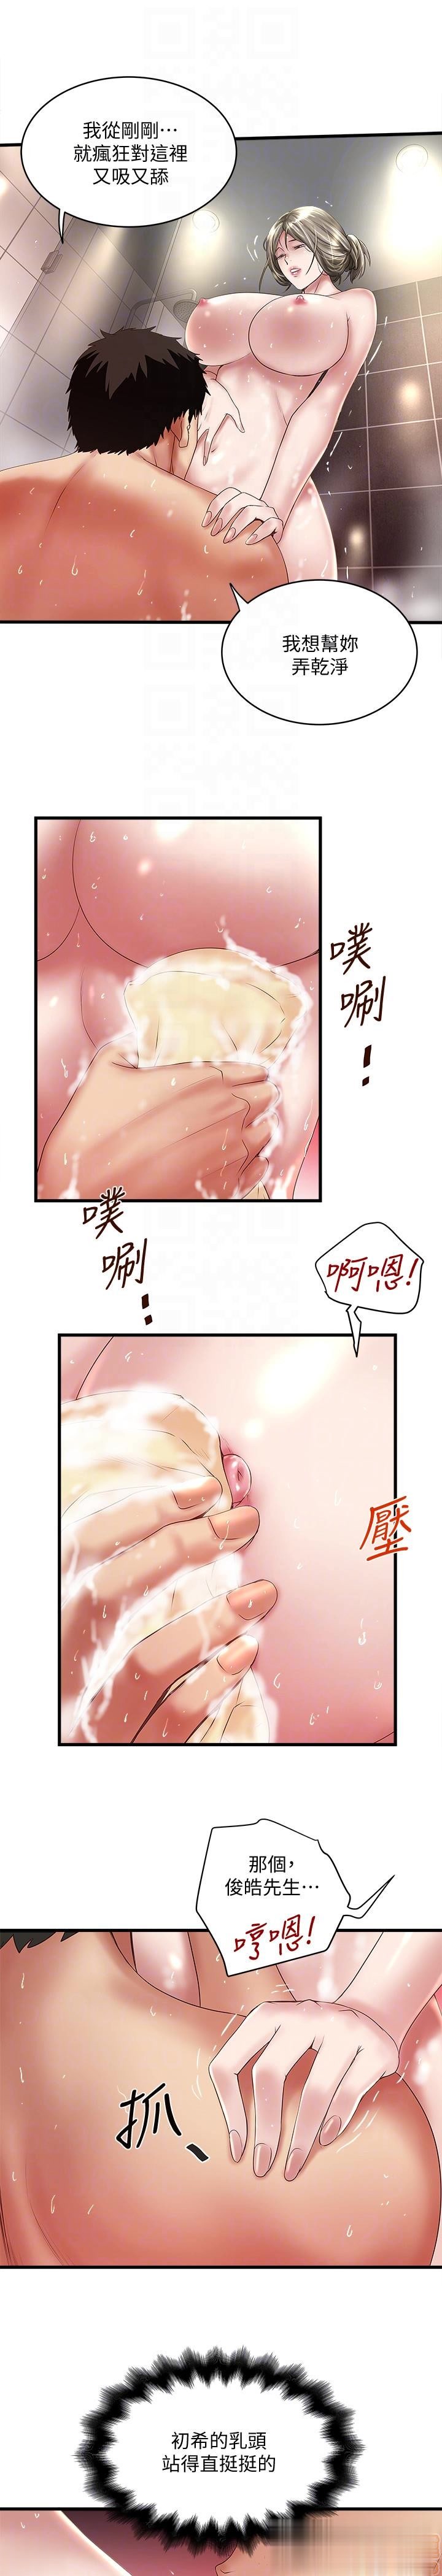 我從剛剛⋯
就瘋狂對這裡
又吸又舔
我想幫妳
弄乾淨
噗唰！
噗唰！
啊嗯！
壓
那個，
俊皓先生⋯
哼嗯！
抓、
初希的乳頭
站得直挺挺的